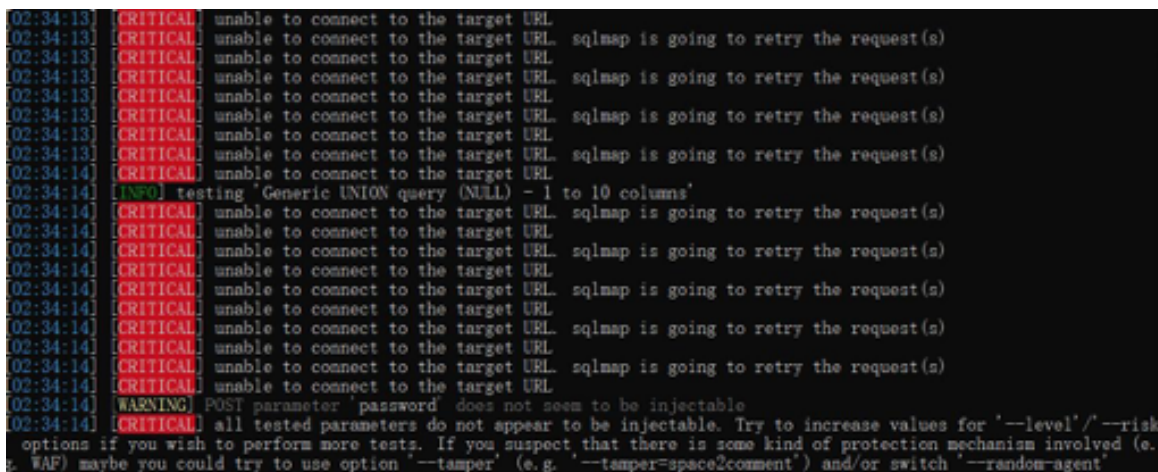 [02:34:13] [CRITICAL] unable to connect to the target URL
[02:34:13] [CRITICAL] unable to connect to the target URL. sqlmap is going to retry the request(s)
[02:34:13] [CRITICAL] unable to connect to the target URL
[02:34:13] [CRITICAL] unable to connect to the target URL. sqlmap is going to retry the request(s)
[02:34:13] [CRITICAL] unable to connect to the target URL
[02:34:13] [CRITICAL] unable to connect to the target URL. sqlmap is going to retry the request(s)
[02:34:13] [CRITICAL] unable to connect to the target URL
[02:34:13] [CRITICAL] unable to connect to the target URL. sqlmap is going to retry the request(s)
[02:34:14] [CRITICAL] unable to connect to the target URL
[02:34:14] [INFO] testing 'Generic UNION query (NULL) - 1 to 10 columns'
[02:34:14] [CRITICAL] unable to connect to the target URL. sqlmap is going to retry the request(s)
[02:34:14] [CRITICAL] unable to connect to the target URL
[02:34:14] [CRITICAL] unable to connect to the target URL. sqlmap is going to retry the request(s)
[02:34:14] [CRITICAL] unable to connect to the target URL
[02:34:14] [CRITICAL] unable to connect to the target URL. sqlmap is going to retry the request(s)
[02:34:14] [CRITICAL] unable to connect to the target URL
[02:34:14] [CRITICAL] unable to connect to the target URL. sqlmap is going to retry the request(s)
[02:34:14] [CRITICAL] unable to connect to the target URL
[02:34:14] [CRITICAL] unable to connect to the target URL. sqlmap is going to retry the request(s)
[02:34:14] [CRITICAL] unable to connect to the target URL
[02:34:14] [WARNING] POST parameter 'password' does not seem to be injectable
[02:34:14] [CRITICAL] all tested parameters do not appear to be injectable. Try to increase values for '--level'/'--risk
options if you wish to perform more tests. If you suspect that there is some kind of protection mechanism involved (e.
g. WAF) maybe you could try to use option '--tamper' (e.g. '--tamper=space2comment') and/or switch '--random-agent'